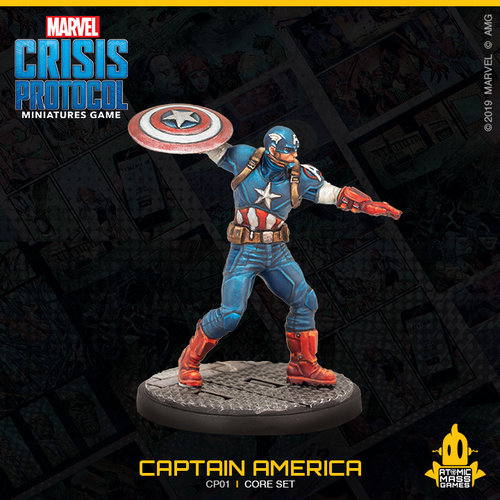 MARVEL
CRISIS
PROTOCOL
MINIATURES GAME
©2019 MARVEL © AMG
CAPTAIN AMERICA
CP01 | CORE SET
ATOMIC
MASS
GAMES